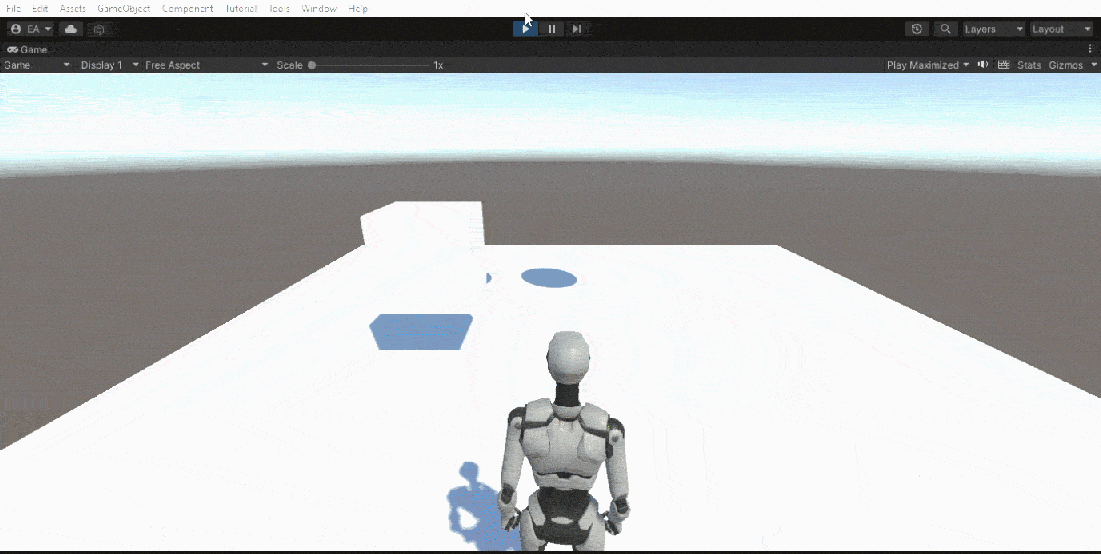 File Edit Assets GameObject Component Tutorial Tools Window Help
EA Layers Layout
Game
Game Display 1 Free Aspect Scale 1x Play Maximized Stats Gizmos